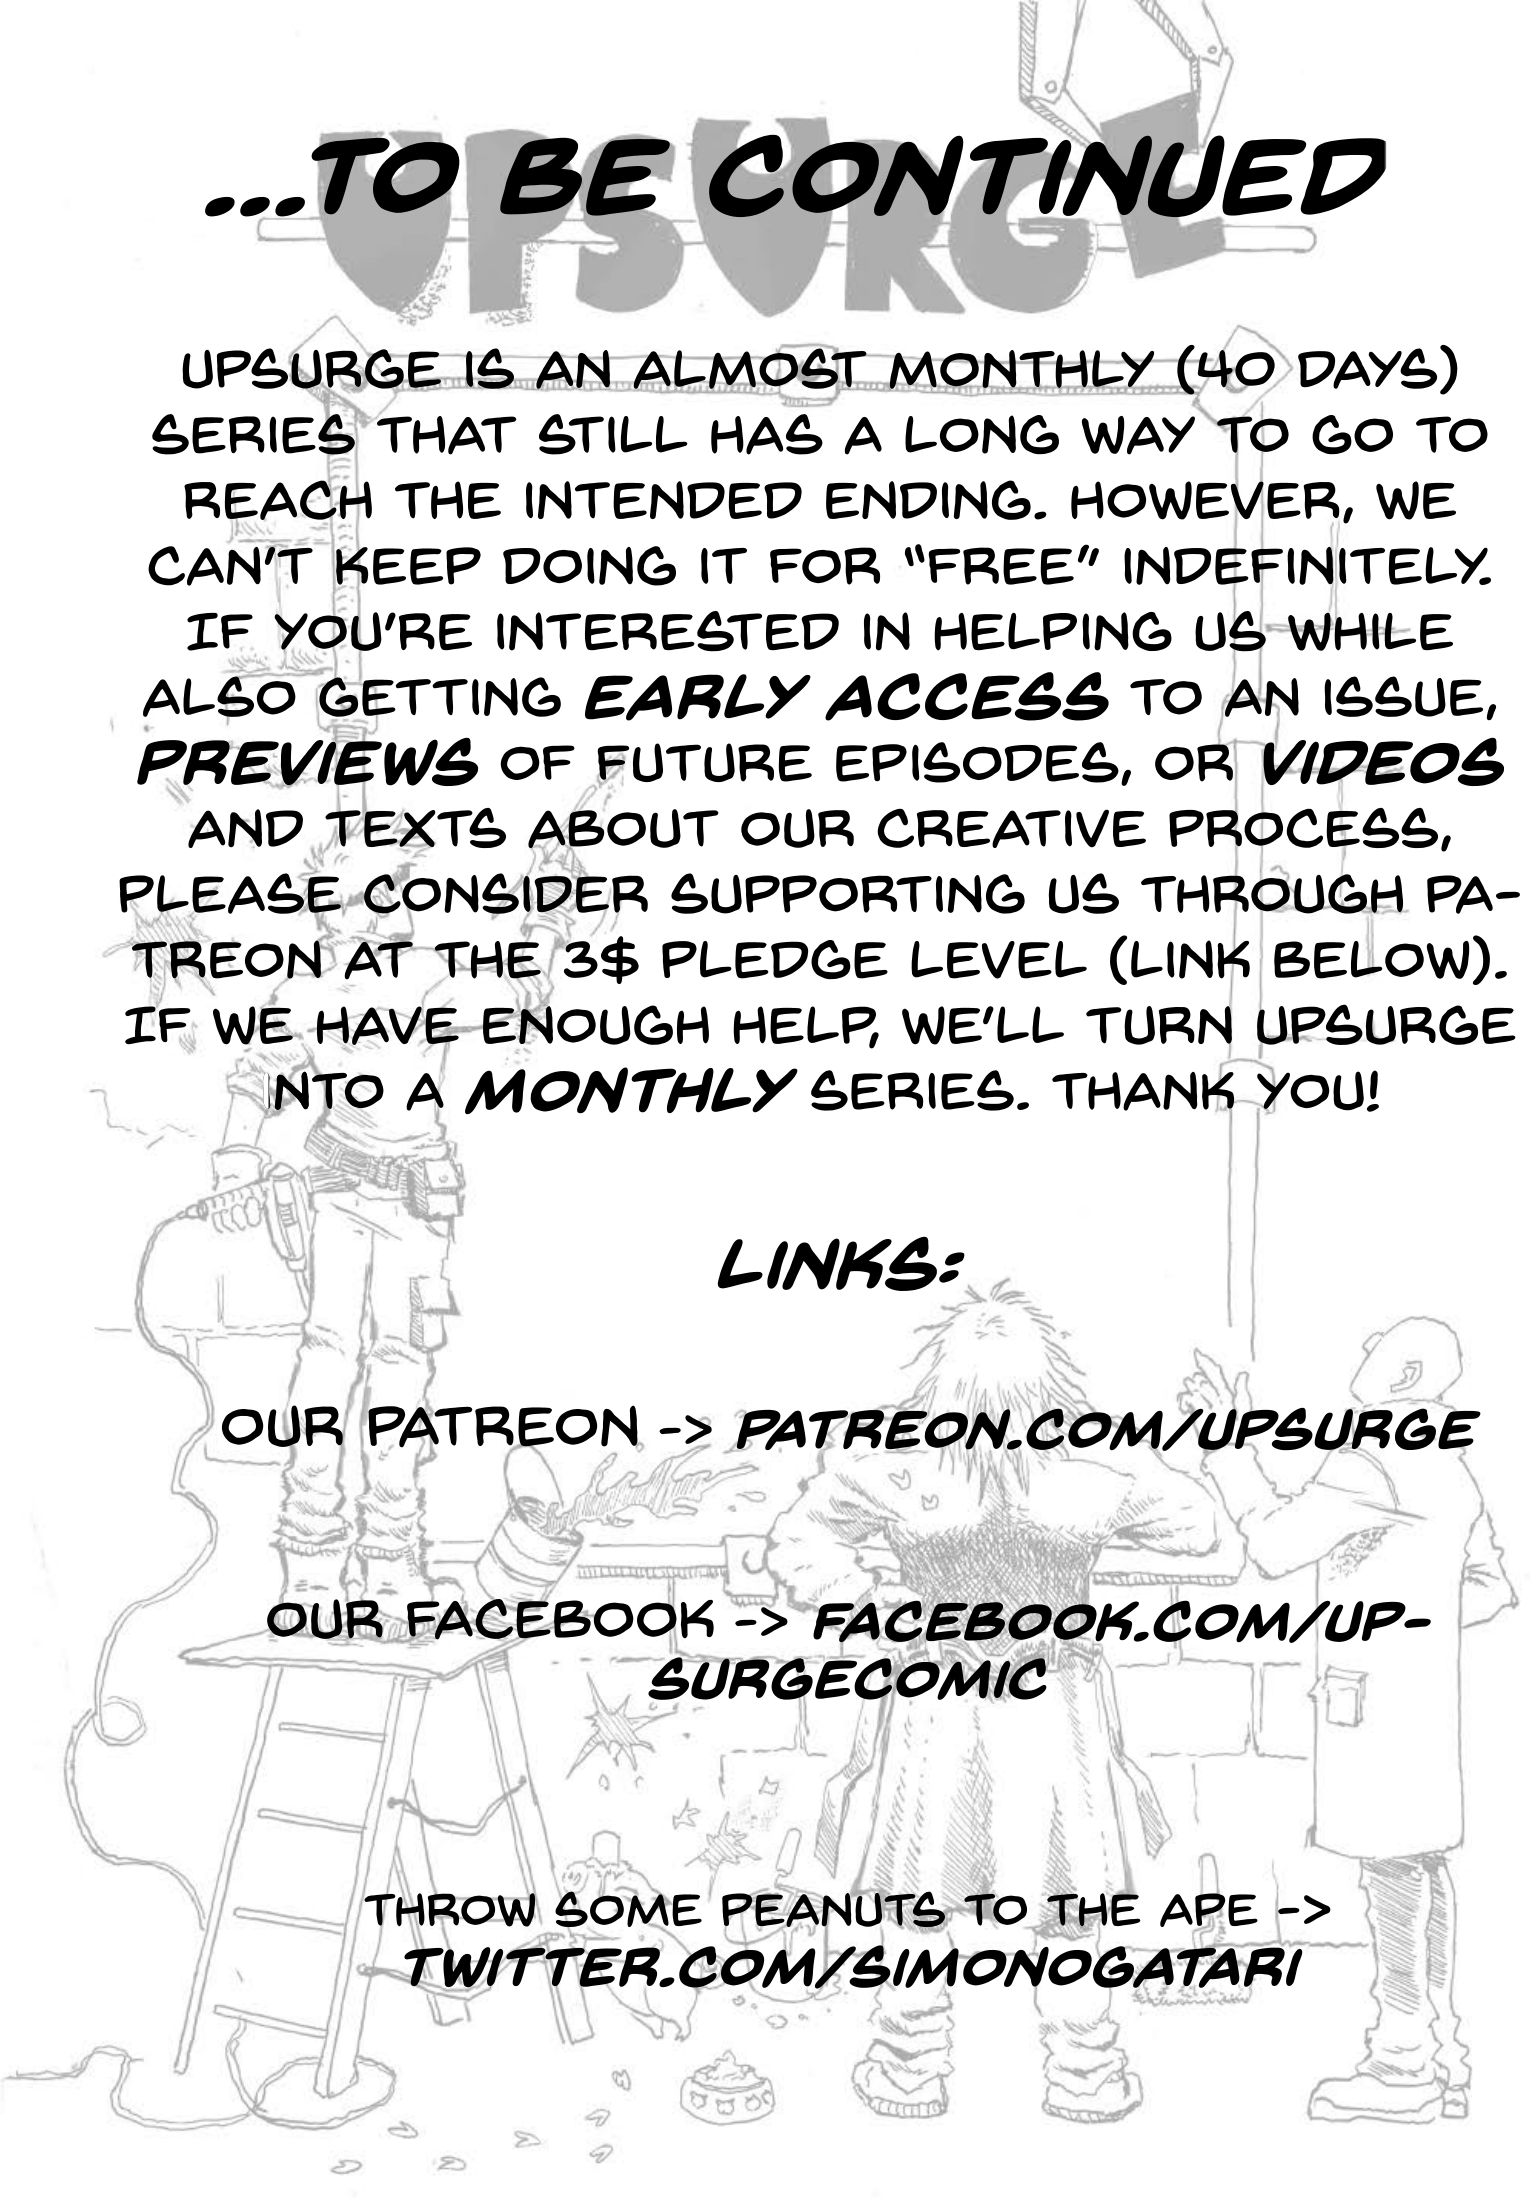 UPSURGE
...TO BE CONTINUED
UPSURGE IS AN ALMOST MONTHLY (40 DAYS)
SERIES THAT STILL HAS A LONG WAY TO GO TO
REACH THE INTENDED ENDING. HOWEVER, WE
CAN'T KEEP DOING IT FOR "FREE" INDEFINITELY.
IF YOU'RE INTERESTED IN HELPING US WHILE
ALSO GETTING EARLY ACCESS TO AN ISSUE,
PREVIEWS OF FUTURE EPISODES, OR VIDEOS
AND TEXTS ABOUT OUR CREATIVE PROCESS,
PLEASE CONSIDER SUPPORTING US THROUGH PA-
TREON AT THE 3$ PLEDGE LEVEL (LINK BELOW).
IF WE HAVE ENOUGH HELP, WE'LL TURN UPSURGE
INTO A MONTHLY SERIES. THANK YOU!
LINKS:
OUR PATREON -> PATREON.COM/UPSURGE
OUR FACEBOOK -> FACEBOOK.COM/UP-
SURGECOMIC
THROW SOME PEANUTS TO THE APE ->
TWITTER.COM/SIMONOGATARI